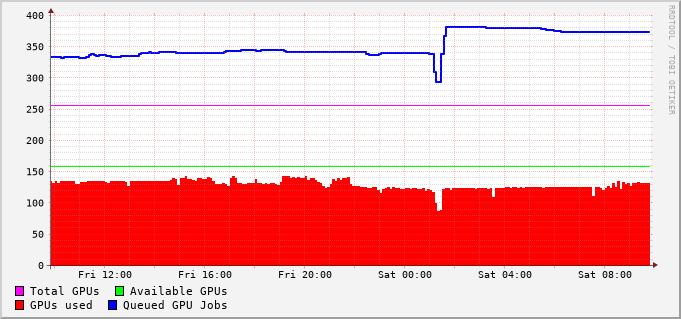 400
350
300
250
200
150
100
50
0
Fri 12:00 Fri 16:00 Fri 20:00 Sat 00:00 Sat 04:00 Sat 08:00
Total GPUs Available GPUs
GPUs used Queued GPU Jobs
RRDTOOL / TOBI OETIKER